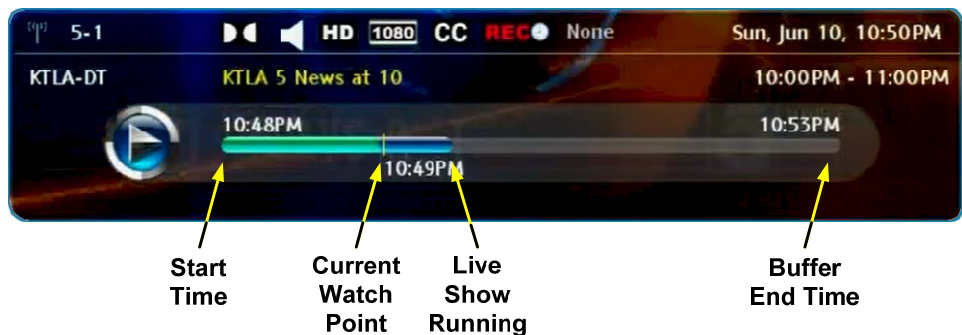 5-1 HD 1080 CC REC None Sun, Jun 10, 10:50PM
KTLA-DT KTLA 5 News at 10 10:00PM - 11:00PM
10:48PM 10:53PM
10:49PM
Start Time
Current Watch Point
Live Show Running
Buffer End Time